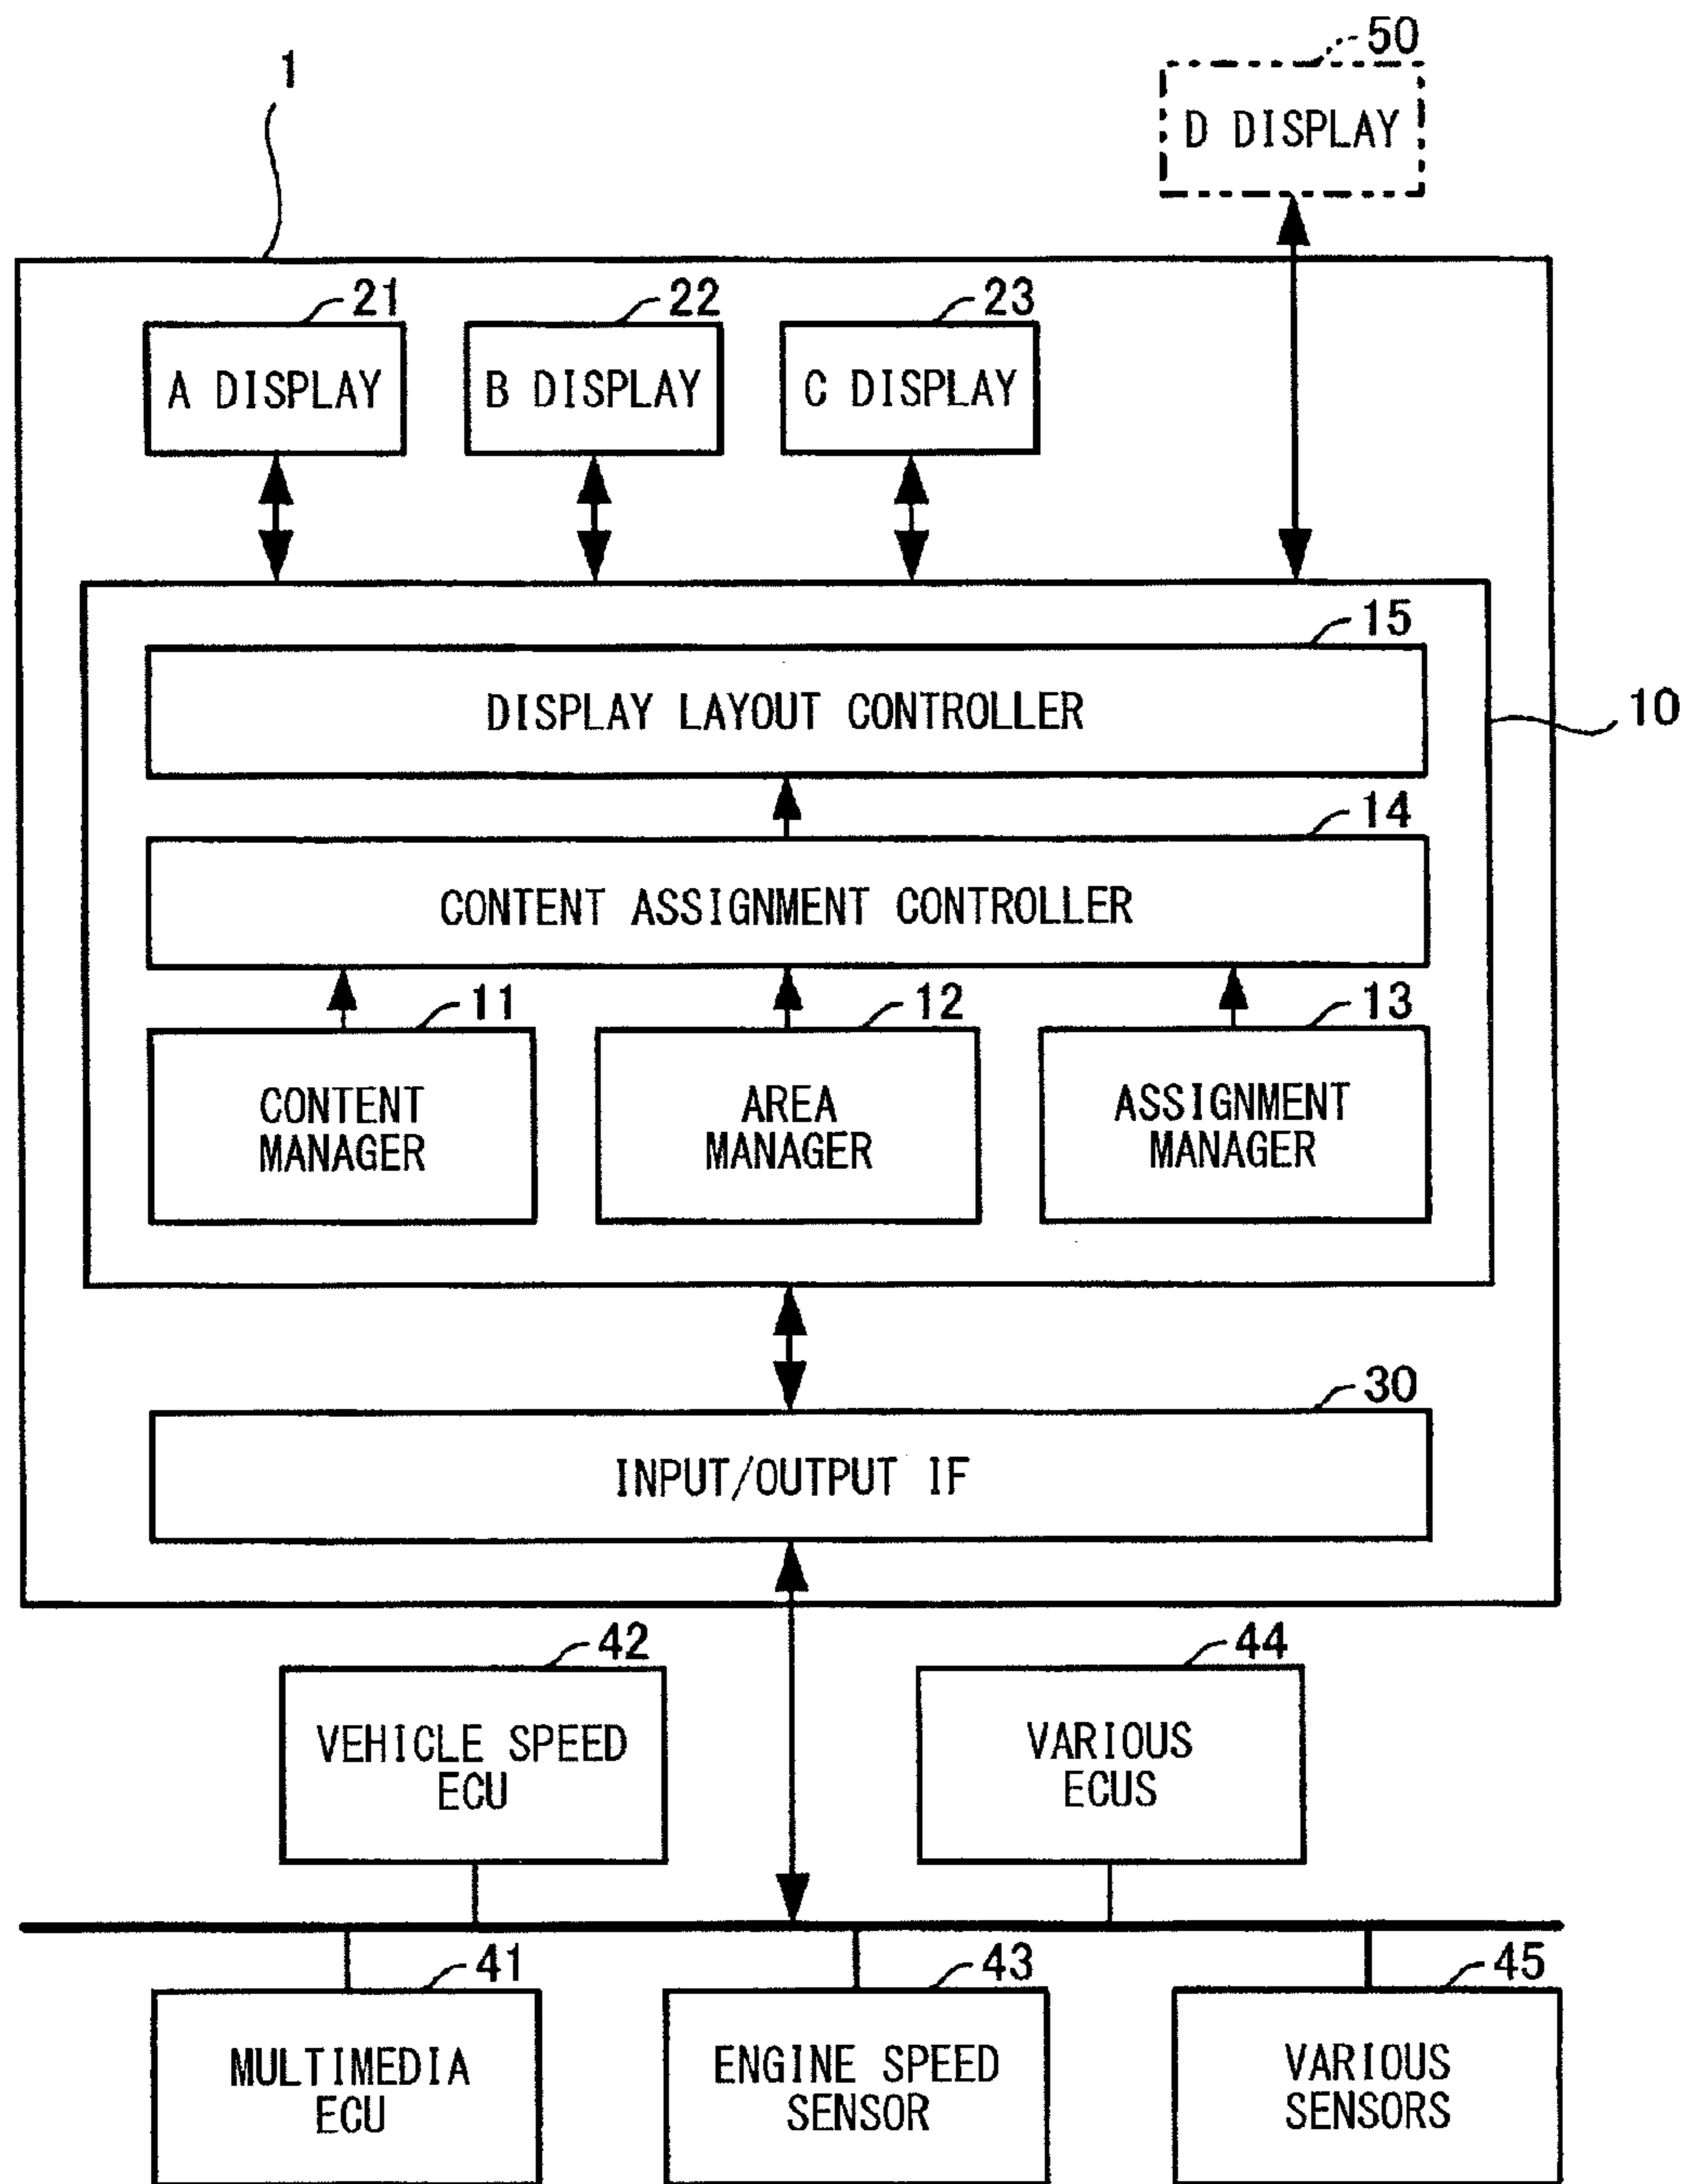 50
1
D DISPLAY
21
22
23
A DISPLAY
B DISPLAY
C DISPLAY
15
DISPLAY LAYOUT CONTROLLER
10
14
CONTENT ASSIGNMENT CONTROLLER
11
12
13
CONTENT
MANAGER
AREA
MANAGER
ASSIGNMENT
MANAGER
30
INPUT/OUTPUT IF
42
44
VEHICLE SPEED
ECU
VARIOUS
ECUS
41
43
45
MULTIMEDIA
ECU
ENGINE SPEED
SENSOR
VARIOUS
SENSORS